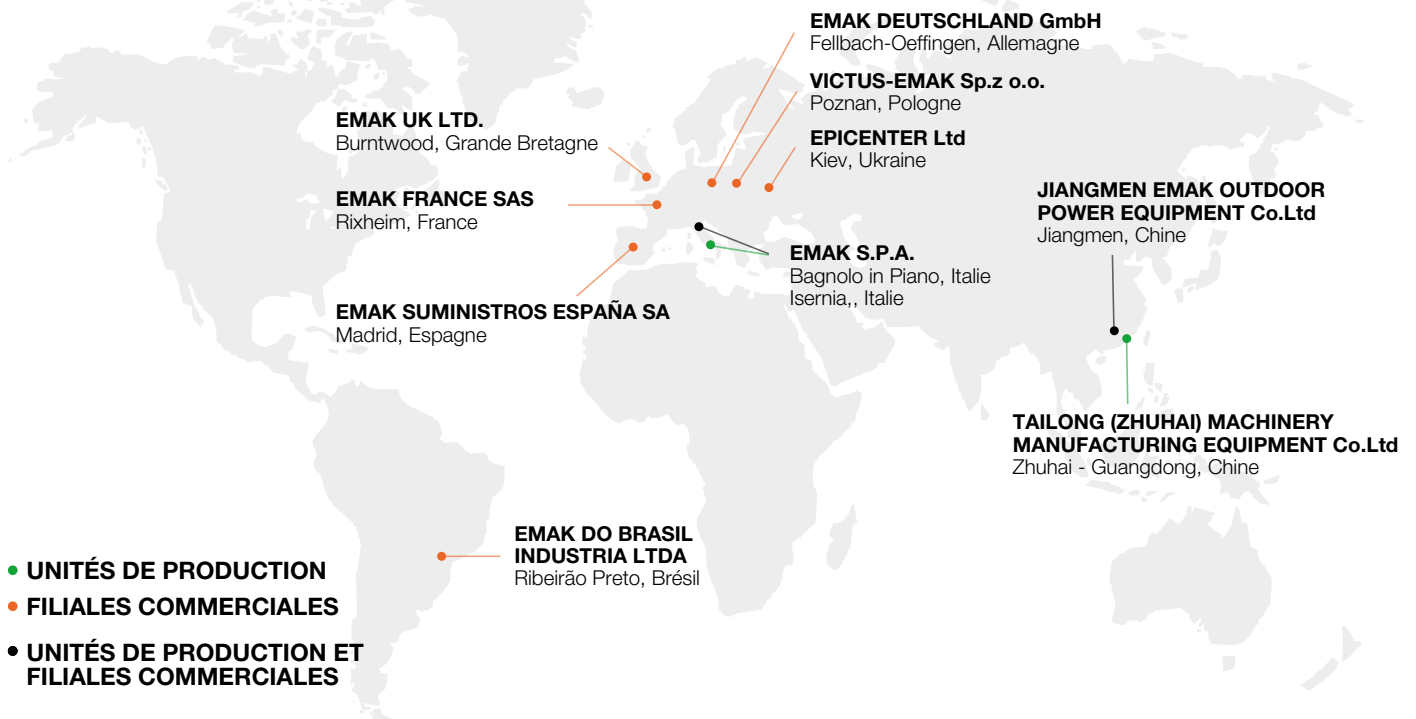 EMAK DEUTSCHLAND GmbH
Fellbach-Oeffingen, Allemagne
VICTUS-EMAK Sp.z o.o.
Poznan, Pologne
EPICENTER Ltd
Kiev, Ukraine
EMAK UK LTD.
Burntwood, Grande Bretagne
EMAK FRANCE SAS
Rixheim, France
EMAK SUMINISTROS ESPAÑA SA
Madrid, Espagne
EMAK S.P.A.
Bagnolo in Piano, Italie
Isernia,, Italie
JIANGMEN EMAK OUTDOOR
POWER EQUIPMENT Co.Ltd
Jiangmen, Chine
TAILONG (ZHUHAI) MACHINERY
MANUFACTURING EQUIPMENT Co.Ltd
Zhuhai - Guangdong, Chine
EMAK DO BRASIL
INDUSTRIA LTDA
Ribeirão Preto, Brésil
• UNITÉS DE PRODUCTION
• FILIALES COMMERCIALES
• UNITÉS DE PRODUCTION ET
FILIALES COMMERCIALES